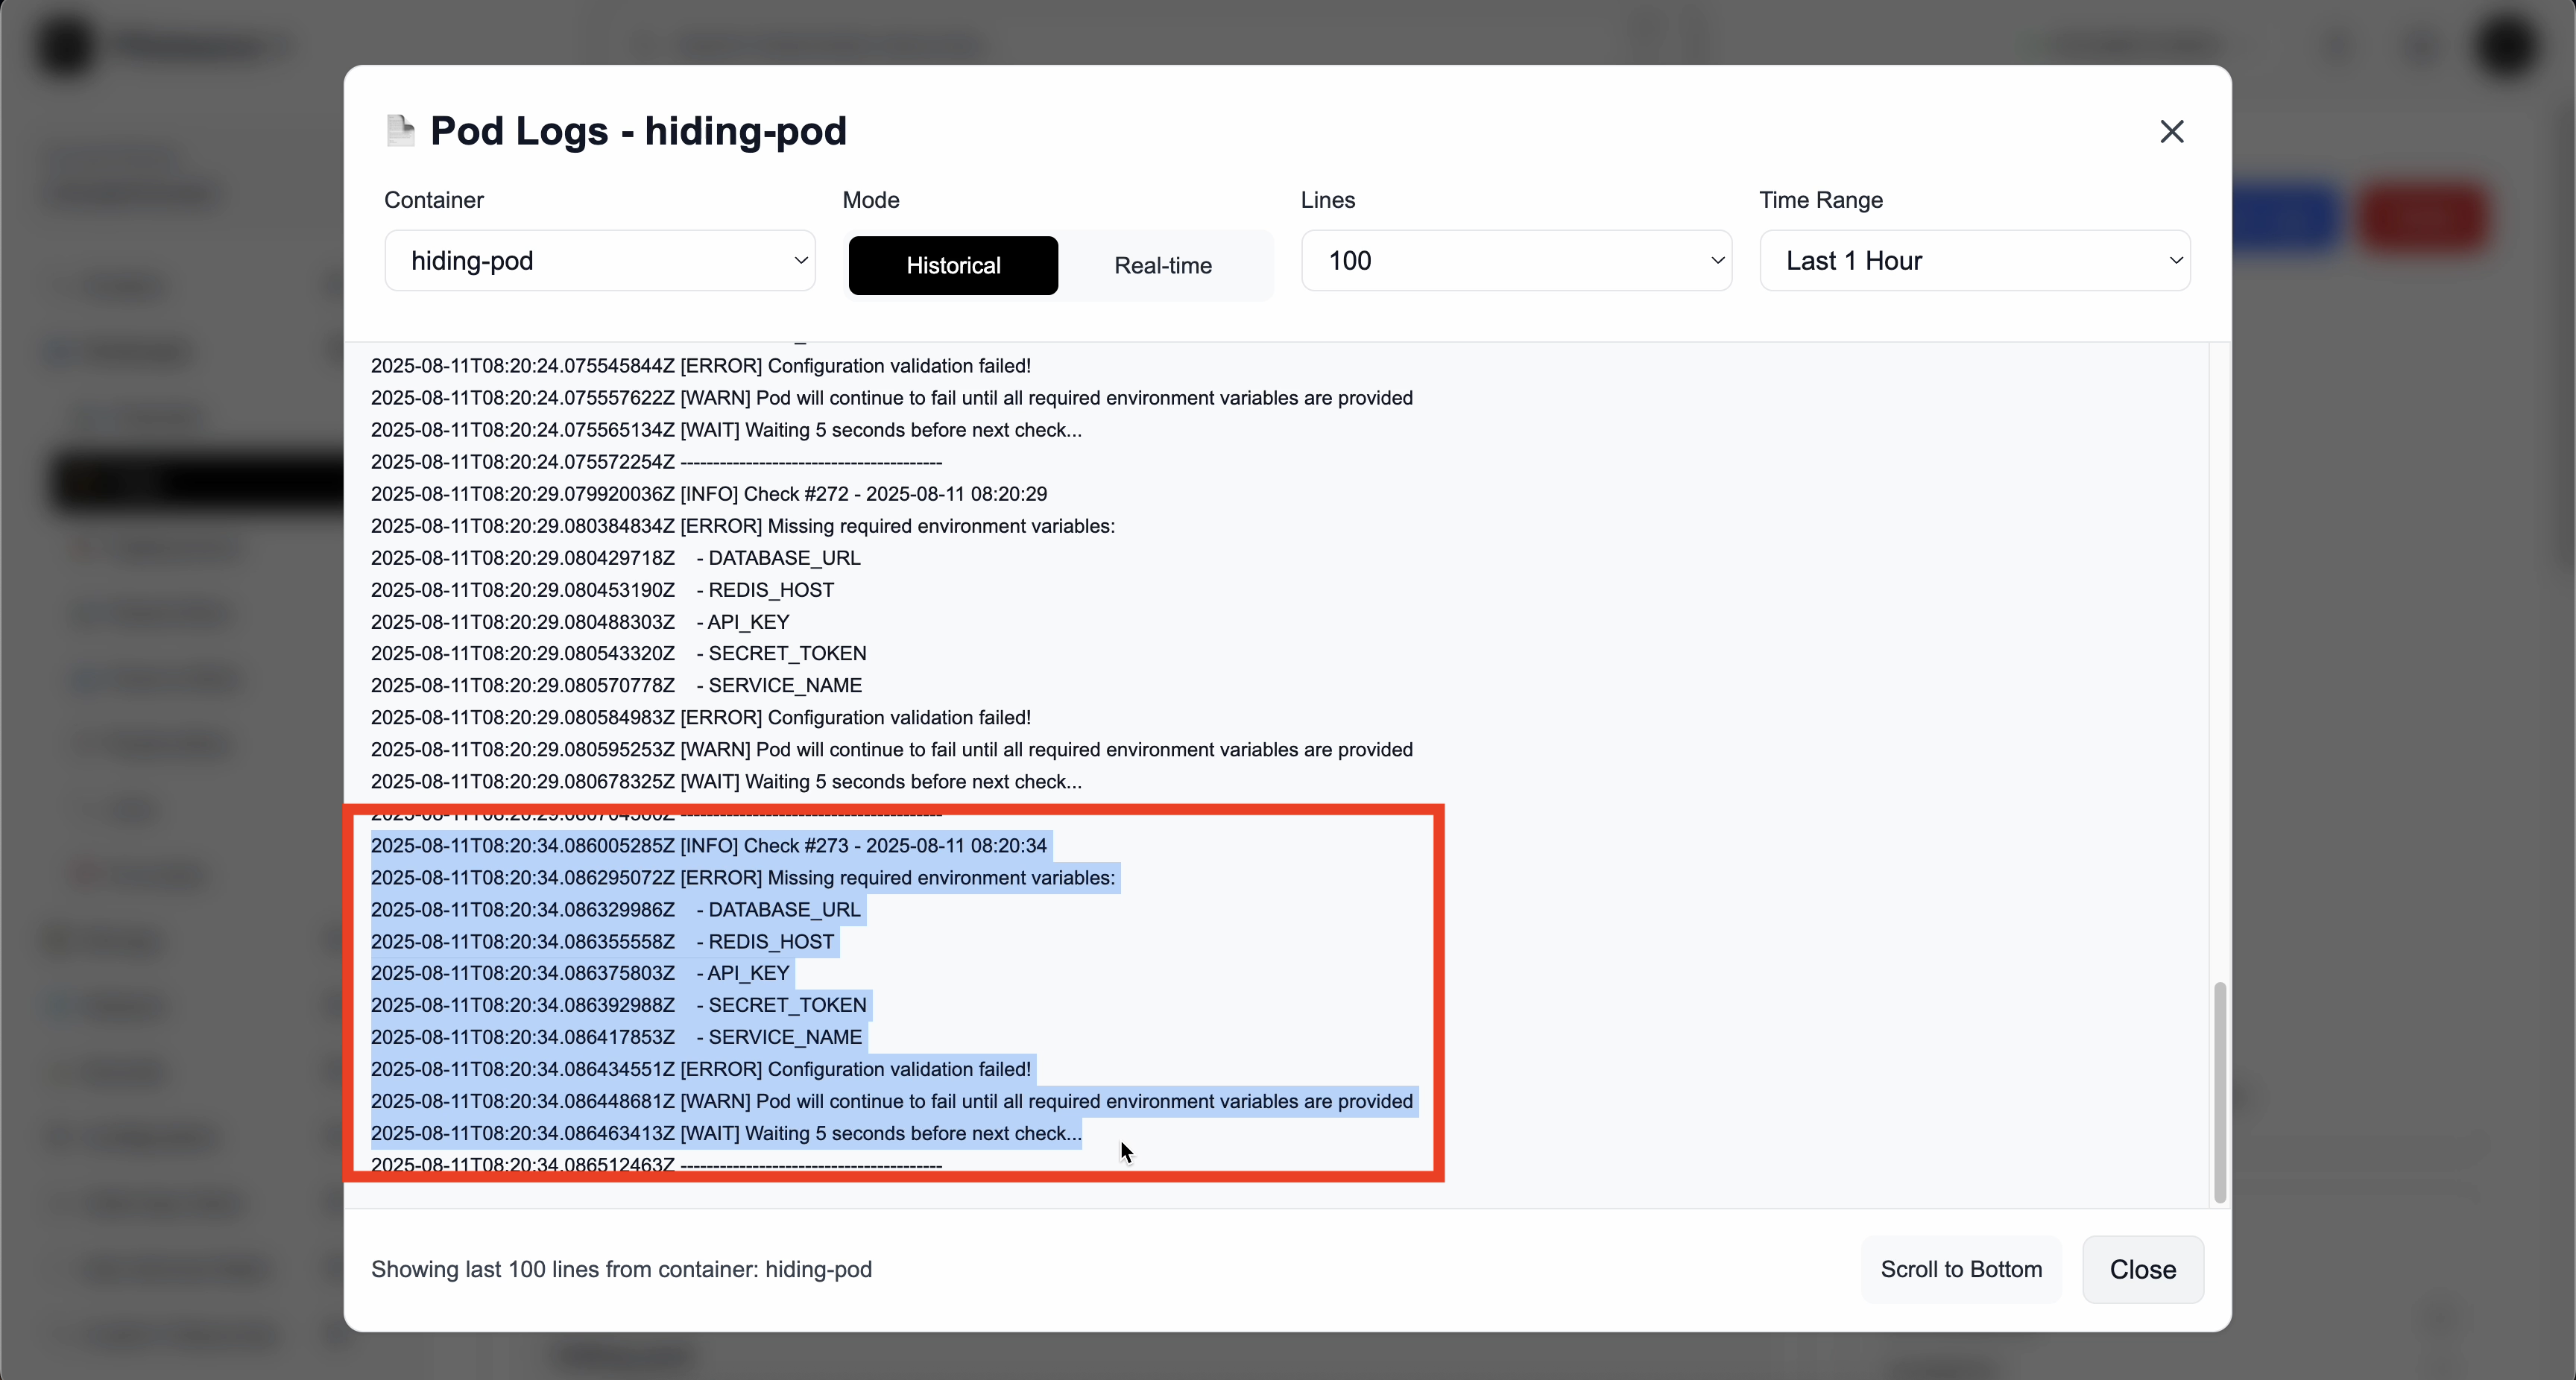 Pod Logs - hiding-pod
Container
Mode
Lines
Time Range
hiding-pod
Historical
Real-time
100
Last 1 Hour
2025-08-11T08:20:24.075545844Z [ERROR] Configuration validation failed!
2025-08-11T08:20:24.075557622Z [WARN] Pod will continue to fail until all required environment variables are provided
2025-08-11T08:20:24.075565134Z [WAIT] Waiting 5 seconds before next check...
2025-08-11T08:20:24.075572254Z ----------------------------------------
2025-08-11T08:20:29.079920036Z [INFO] Check #272 - 2025-08-11 08:20:29
2025-08-11T08:20:29.080384834Z [ERROR] Missing required environment variables:
2025-08-11T08:20:29.080429718Z - DATABASE_URL
2025-08-11T08:20:29.080453190Z - REDIS_HOST
2025-08-11T08:20:29.080488303Z - API_KEY
2025-08-11T08:20:29.080543320Z - SECRET_TOKEN
2025-08-11T08:20:29.080570778Z - SERVICE_NAME
2025-08-11T08:20:29.080584983Z [ERROR] Configuration validation failed!
2025-08-11T08:20:29.080595253Z [WARN] Pod will continue to fail until all required environment variables are provided
2025-08-11T08:20:29.080678325Z [WAIT] Waiting 5 seconds before next check...
----------------------------------------
2025-08-11T08:20:34.086005285Z [INFO] Check #273 - 2025-08-11 08:20:34
2025-08-11T08:20:34.086295072Z [ERROR] Missing required environment variables:
2025-08-11T08:20:34.086329986Z - DATABASE_URL
2025-08-11T08:20:34.086355558Z - REDIS_HOST
2025-08-11T08:20:34.086375803Z - API_KEY
2025-08-11T08:20:34.086392988Z - SECRET_TOKEN
2025-08-11T08:20:34.086417853Z - SERVICE_NAME
2025-08-11T08:20:34.086434551Z [ERROR] Configuration validation failed!
2025-08-11T08:20:34.086448681Z [WARN] Pod will continue to fail until all required environment variables are provided
2025-08-11T08:20:34.086463413Z [WAIT] Waiting 5 seconds before next check...
2025-08-11T08:20:34.086512463Z ----------------------------------------
Showing last 100 lines from container: hiding-pod
Scroll to Bottom
Close